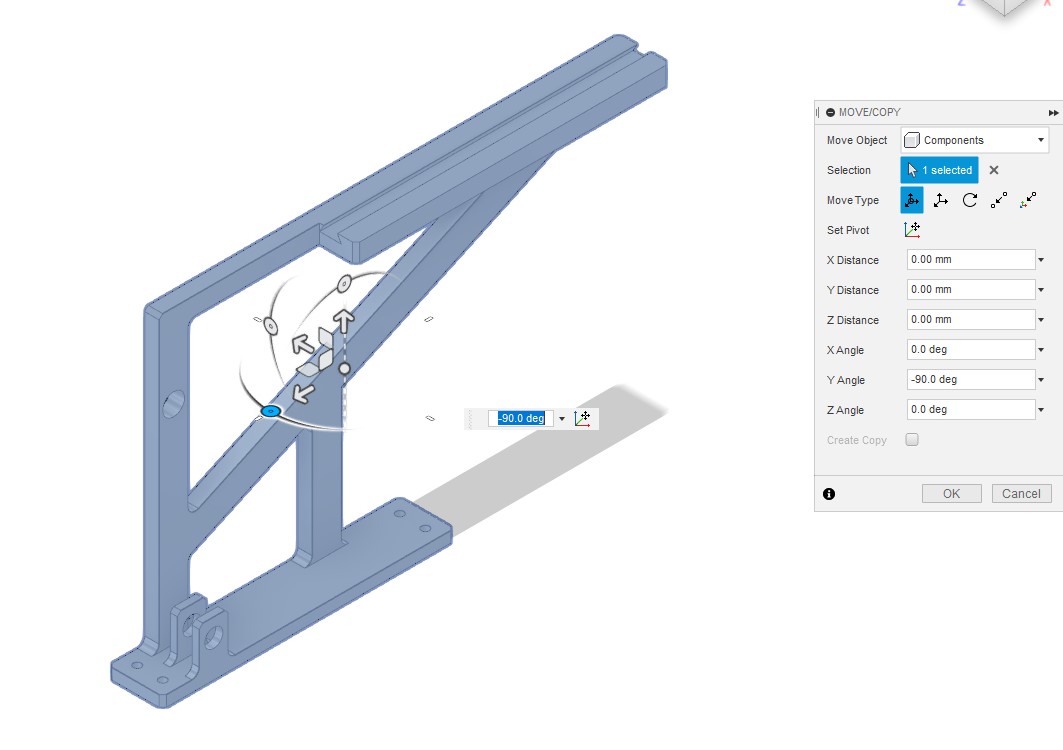 Z X
MOVE/COPY
Move Object Components
Selection 1 selected
Move Type
Set Pivot
X Distance 0.00 mm
Y Distance 0.00 mm
Z Distance 0.00 mm
X Angle 0.0 deg
Y Angle -90.0 deg
Z Angle 0.0 deg
-90.0 deg
Create Copy
OK Cancel